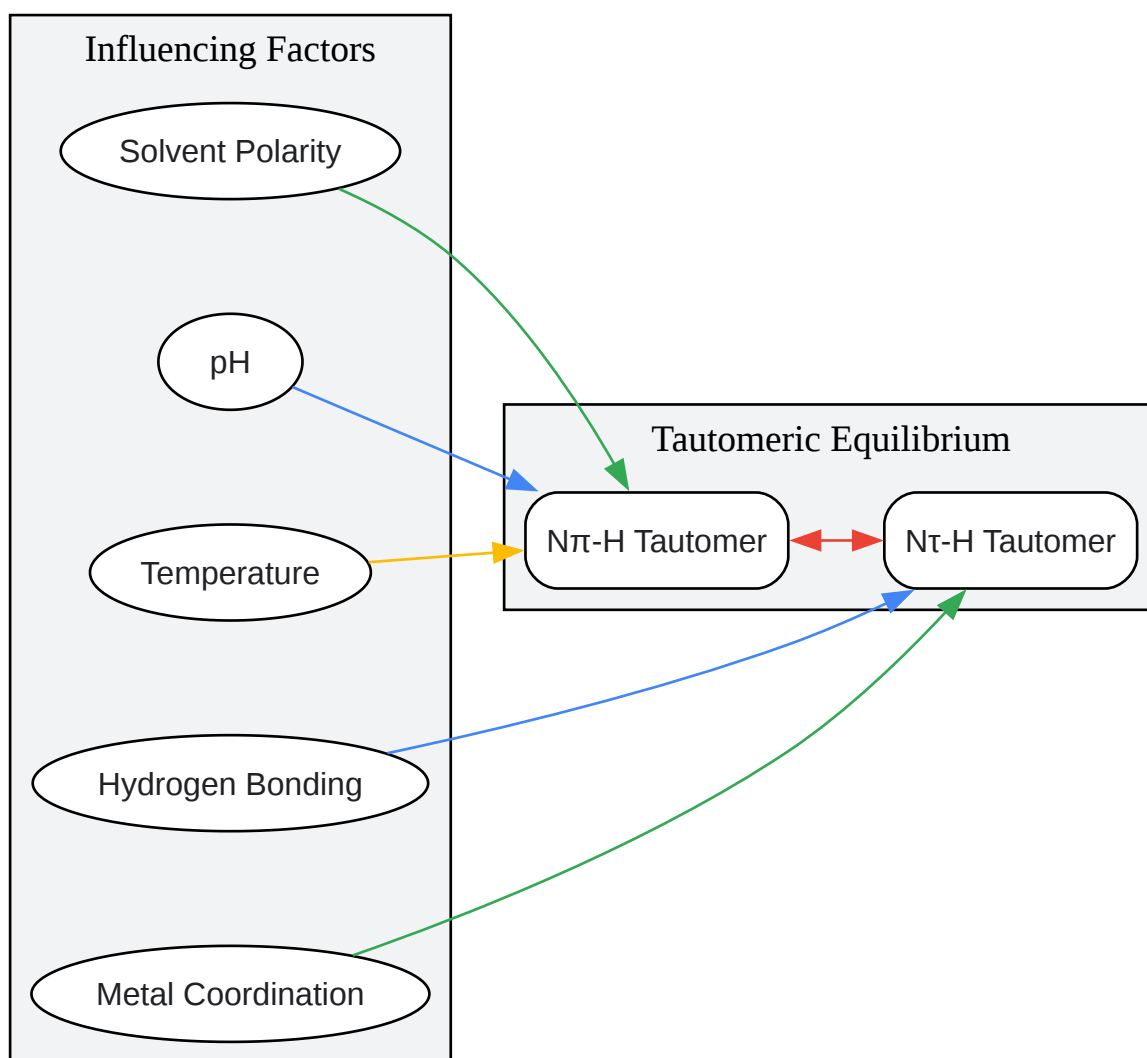 Influencing Factors
Solvent Polarity
pH
Temperature
Hydrogen Bonding
Metal Coordination
Tautomeric Equilibrium
Nπ-H Tautomer
Nτ-H Tautomer